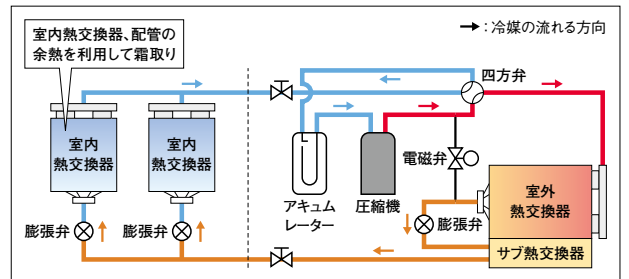 室内熱交換器、配管の
余熱を利用して霜取り
：冷媒の流れる方向
四方弁
室内
熱交換器
室内
熱交換器
電磁弁
アキュム
レーター
圧縮機
室外
熱交換器
膨張弁
膨張弁
膨張弁
サブ熱交換器